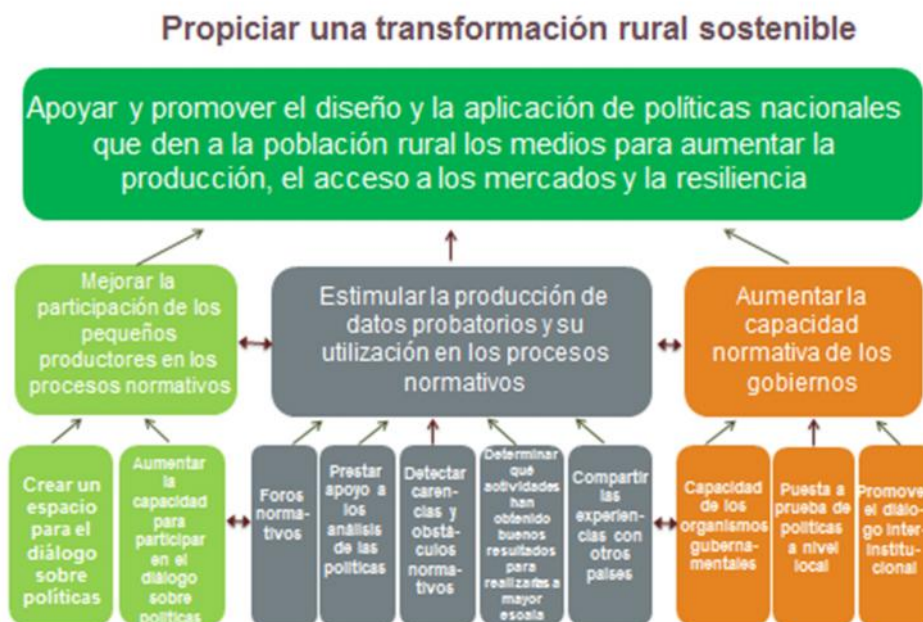 Propiciar una transformación rural sostenible
Apoyar y promover el diseño y la aplicación de políticas nacionales
que den a la población rural los medios para aumentar la
producción, el acceso a los mercados y la resiliencia
Mejorar la
participación de los
pequeños
productores en los
procesos normativos
Estimular la producción de
datos probatorios y su
utilización en los procesos
normativos
Aumentar la
capacidad
normativa de los
gobiernos
Crear un
espacio
para el
diálogo
sobre
políticas
Aumentar
la
capacidad
para
participar
en el
diálogo
sobre
políticas
Foros
norma-
tivos
Prestar
apoyo a
los
análisis
de las
políticas
Detectar
caren-
cias y
obstá-
culos
norma-
tivos
Determinar
qué
actividades
han
obtenido
buenos
resultados
para
realizarlas a
mayor
escala
Compartir
las
experien-
cias con
otros
países
Capacidad
de los
organismos
guberna-
mentales
Puesta a
prueba de
políticas
a nivel
local
Promover
el diálo-
go inter-
institu-
cional